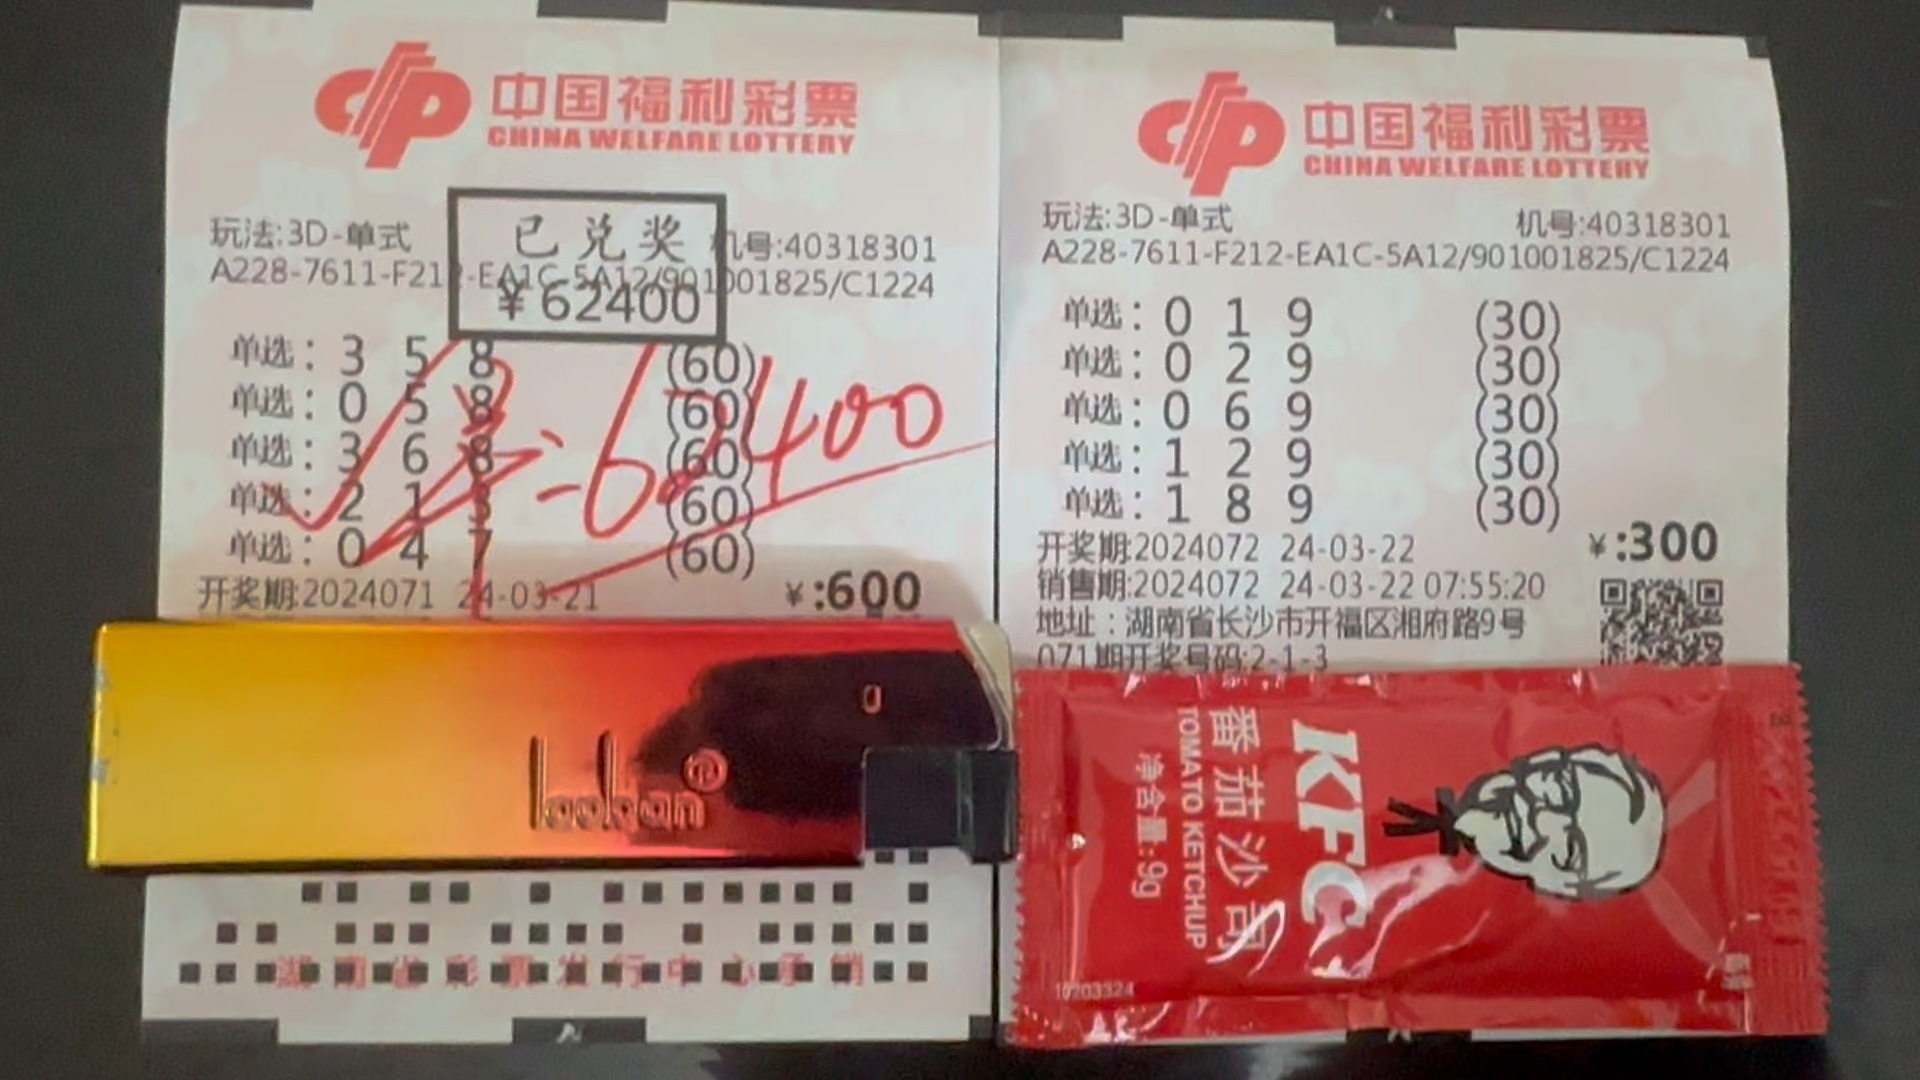 中国福利彩票
CHINA WELFARE LOTTERY
已兑奖
¥62400
玩法:3D-单式 机号:40318301
A228-7611-F212-EA1C-5A12/901001825/C1224
单选：3 5 8 (60)
单选：0 5 8 (60)
单选：3 6 8 (60)
单选：2 1 3 (60)
单选：0 4 7 (60)
62400
开奖期:2024071 24-03-21 ¥:600
laoban
湖南省彩票发行中心承销
中国福利彩票
CHINA WELFARE LOTTERY
玩法:3D-单式 机号:40318301
A228-7611-F212-EA1C-5A12/901001825/C1224
单选：0 1 9 (30)
单选：0 2 9 (30)
单选：0 6 9 (30)
单选：1 2 9 (30)
单选：1 8 9 (30)
开奖期:2024072 24-03-22 ¥:300
销售期:2024072 24-03-22 07:55:20
地址：湖南省长沙市开福区湘府路9号
071期开奖号码:2-1-3
KFC
番茄沙司
TOMATO KETCHUP
净含量:9g
10203324